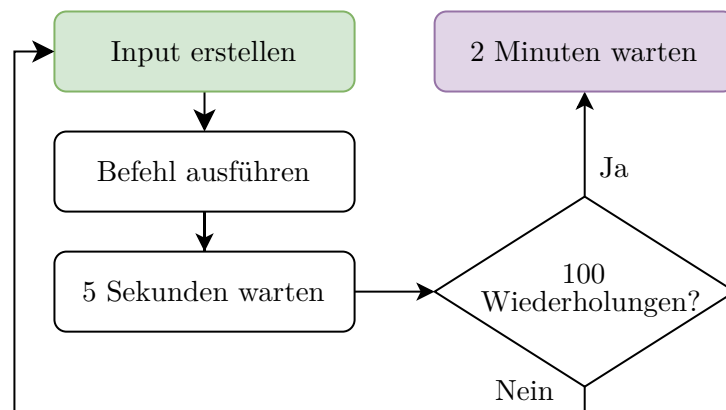 Input erstellen
Befehl ausführen
5 Sekunden warten
100
Wiederholungen?
Ja
2 Minuten warten
Nein